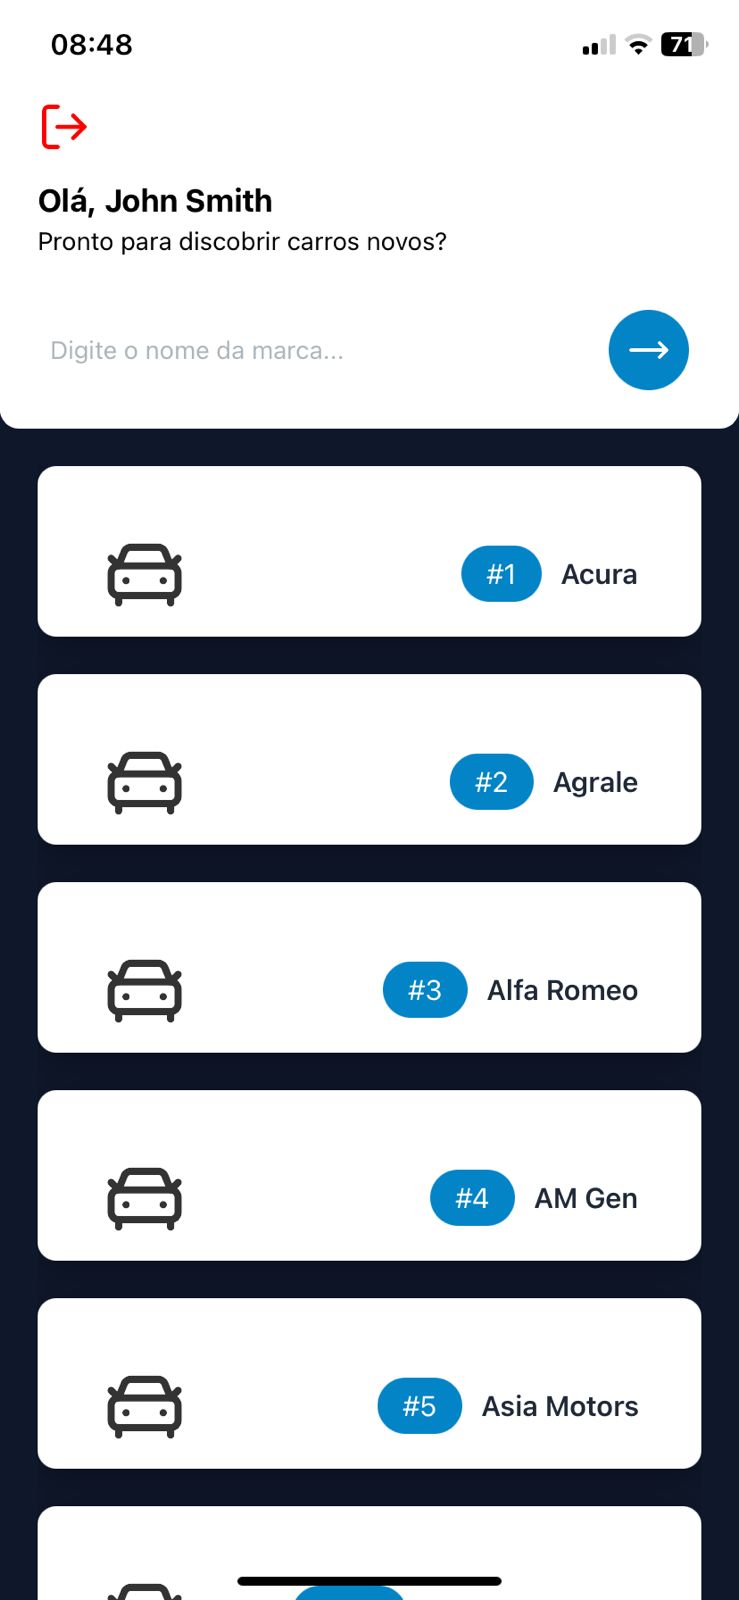 08:48
71
Olá, John Smith
Pronto para discobrir carros novos?
Digite o nome da marca...
#1 Acura
#2 Agrale
#3 Alfa Romeo
#4 AM Gen
#5 Asia Motors